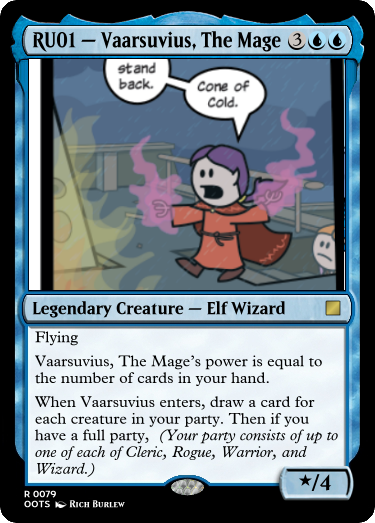 RU01 — Vaarsuvius, The Mage 3
stand
back.
Cone of
Cold.
Legendary Creature — Elf Wizard
Flying
Vaarsuvius, The Mage's power is equal to
the number of cards in your hand.
When Vaarsuvius enters, draw a card for
each creature in your party. Then if you
have a full party, (Your party consists of up to
one of each of Cleric, Rogue, Warrior, and
Wizard.)
★/4
R 0079
OOTS Rich Burlew